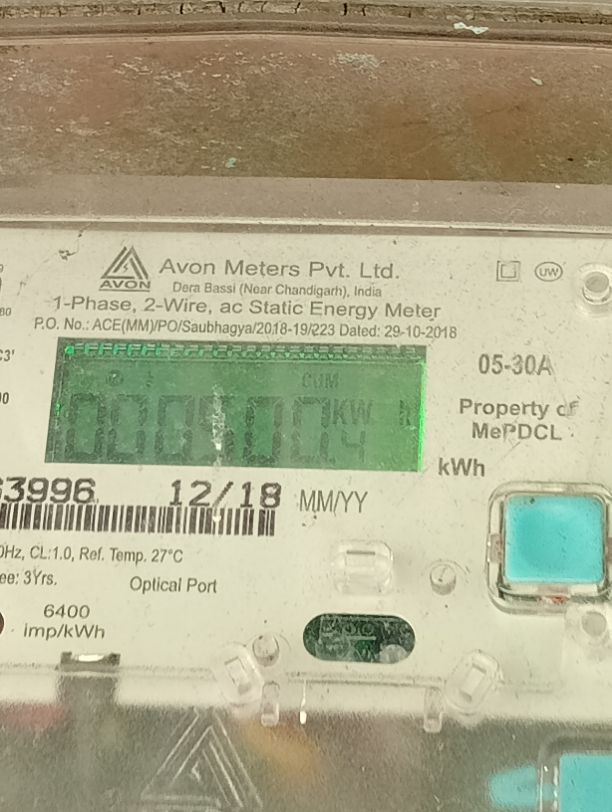 AVON
Avon Meters Pvt. Ltd.
Dera Bassi (Near Chandigarh), India
UW
1-Phase, 2-Wire, ac Static Energy Meter
P.O. No.: ACE(MM)/PO/Saubhagya/2018-19/223 Dated: 29-10-2018
CUM
KW h
05-30A
Property of
MePDCL
kWh
3996 12/18 MM/YY
0Hz, CL:1.0, Ref. Temp. 27°C
ee: 3Yrs.
Optical Port
6400
imp/kWh